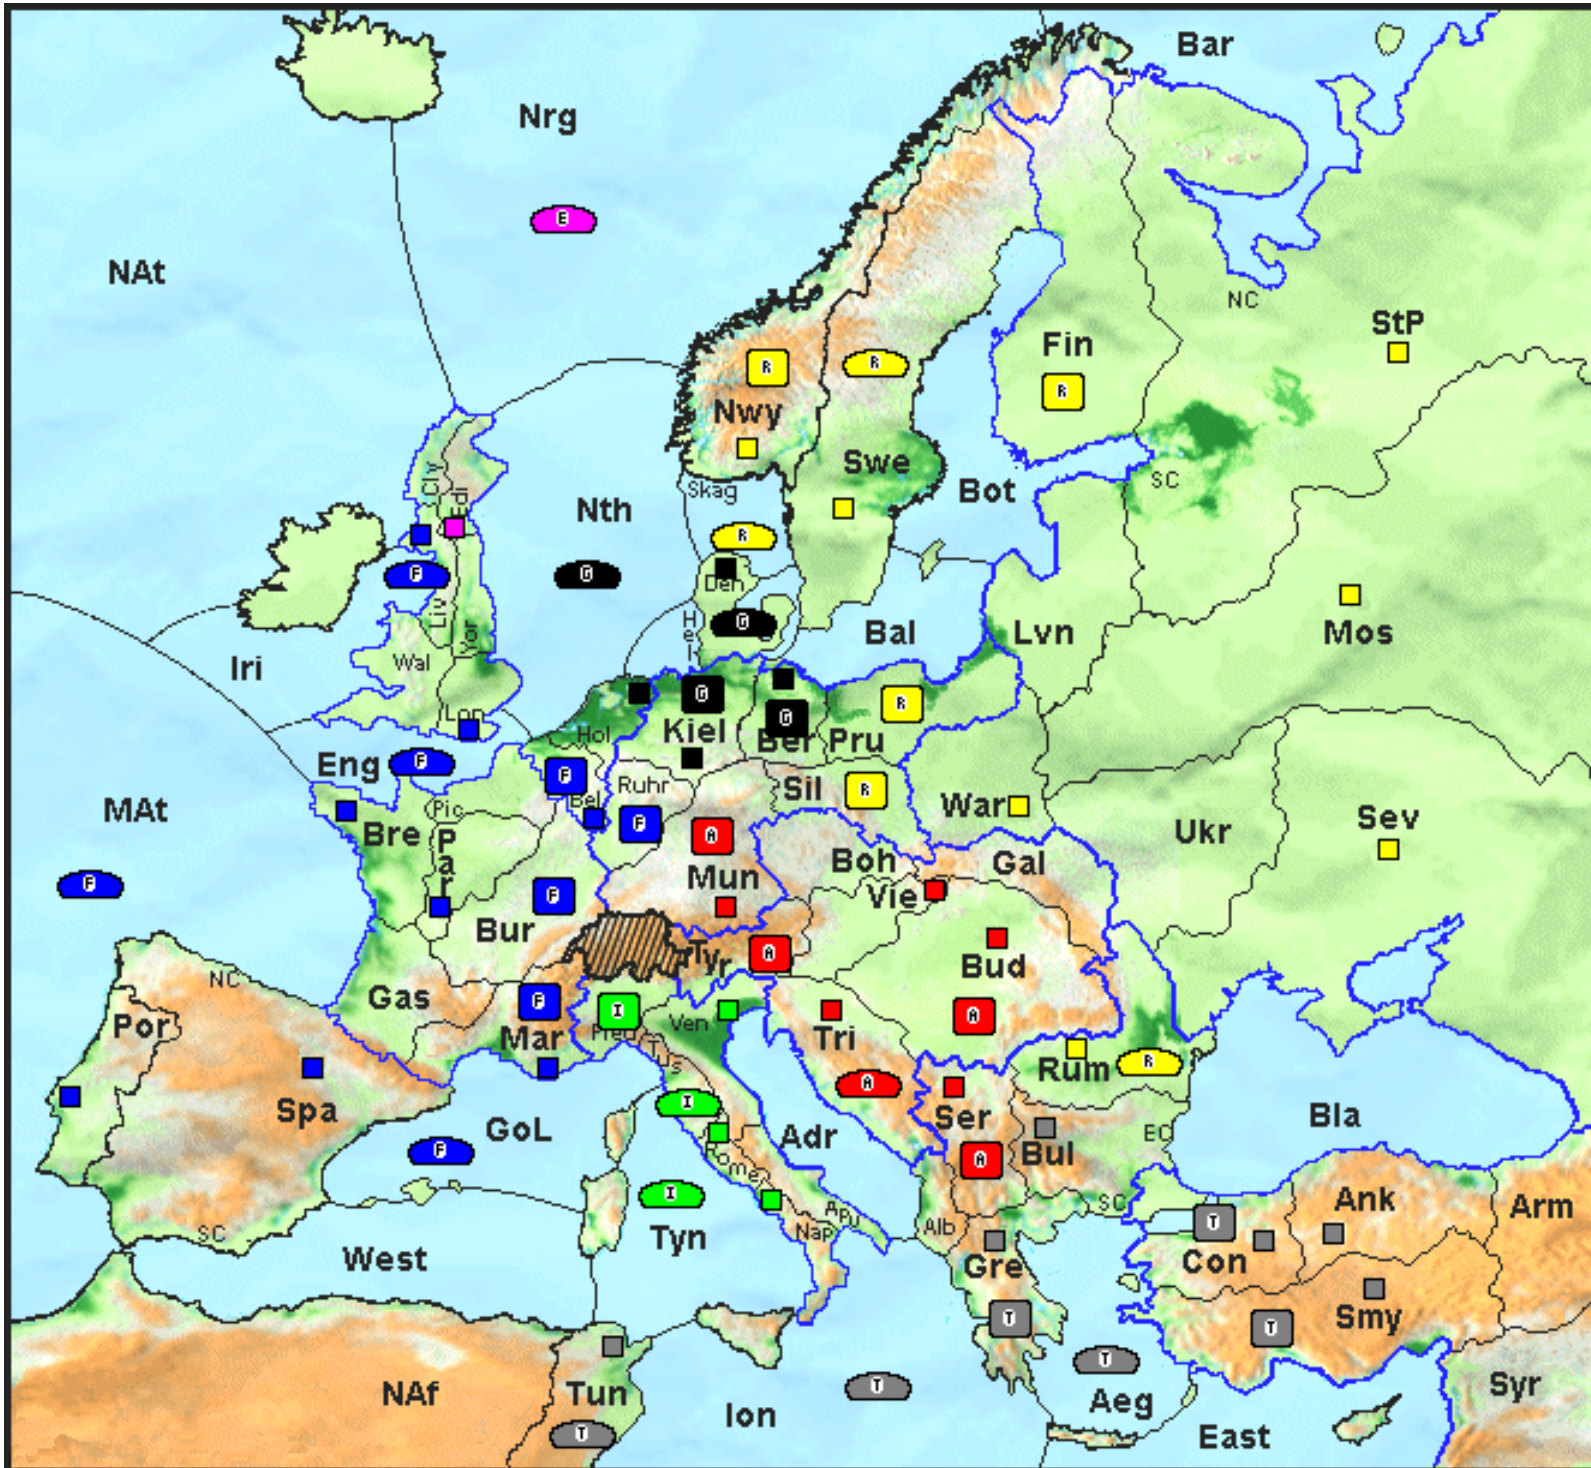 Bar
Nrg
E
NAt
NC
StP
Fin
R
R
R
Nwy
Swe
Bot
SC
Skag
Nth
Cly
Edi
R
F
G
Den
G
Hel
Liv
Yor
Bal
Lvn
Mos
Iri
Wal
Lon
Hol
G
Kiel
G
Ber
Pru
R
Eng
F
F
Bel
Ruhr
Sil
R
War
Pic
MAt
Bre
Par
F
A
Ukr
Sev
Boh
Gal
F
F
Mun
Vie
Bur
Tyr
A
Bud
NC
Gas
F
I
A
Por
Mar
Pied
Ven
Tri
Tus
Rum
R
Spa
I
A
Ser
GoL
Adr
Bla
F
Rome
A
Bul
EC
I
SC
Ank
Arm
SC
West
Tyn
Nap
Apu
Alb
T
Con
Gre
Smy
T
T
T
NAf
Tun
T
Ion
Aeg
Syr
T
East